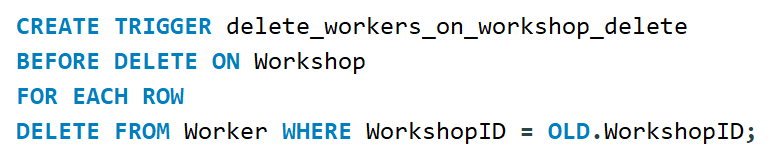 CREATE TRIGGER delete_workers_on_workshop_delete
BEFORE DELETE ON Workshop
FOR EACH ROW
DELETE FROM Worker WHERE WorkshopID = OLD.WorkshopID;